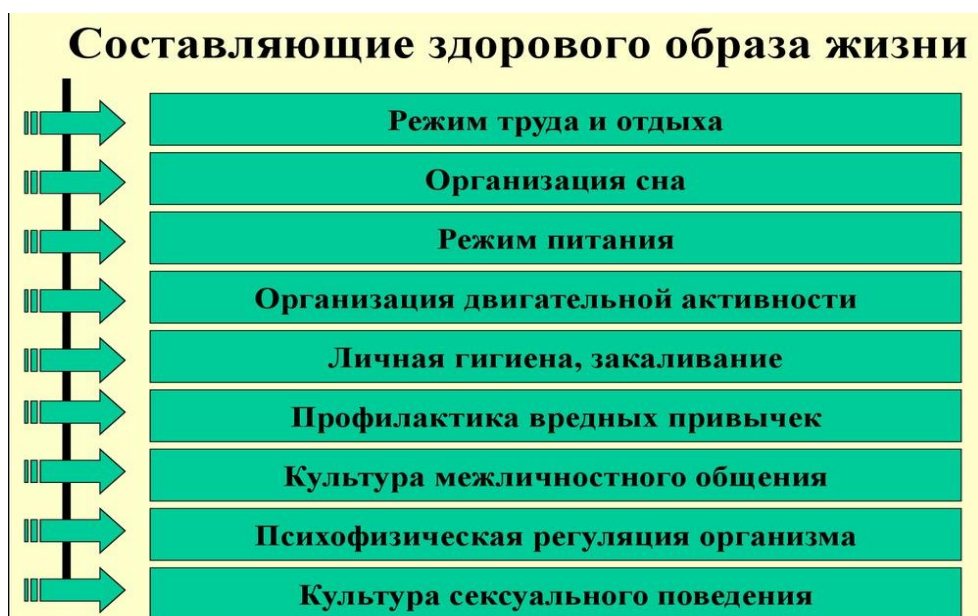 Составляющие здорового образа жизни
Режим труда и отдыха
Организация сна
Режим питания
Организация двигательной активности
Личная гигиена, закаливание
Профилактика вредных привычек
Культура межличностного общения
Психофизическая регуляция организма
Культура сексуального поведения